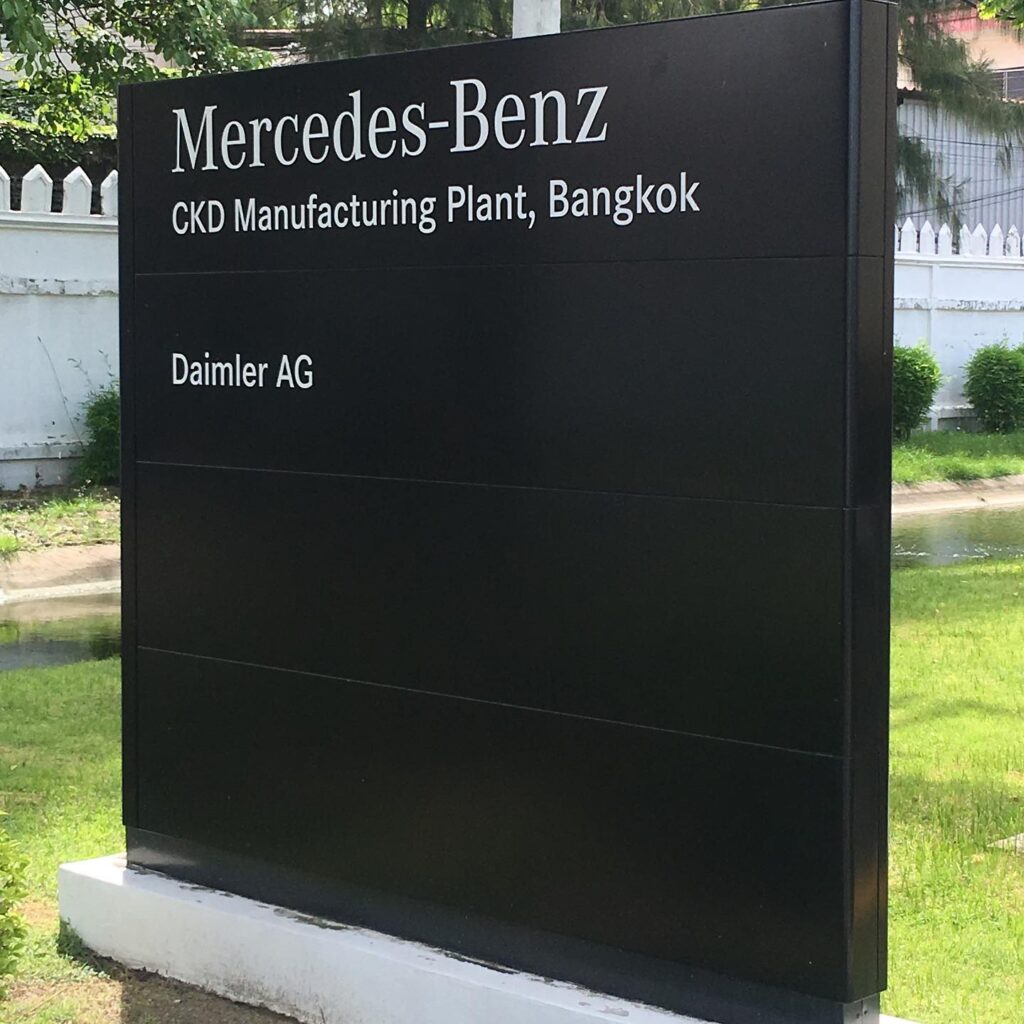 Mercedes-Benz
CKD Manufacturing Plant, Bangkok
Daimler AG